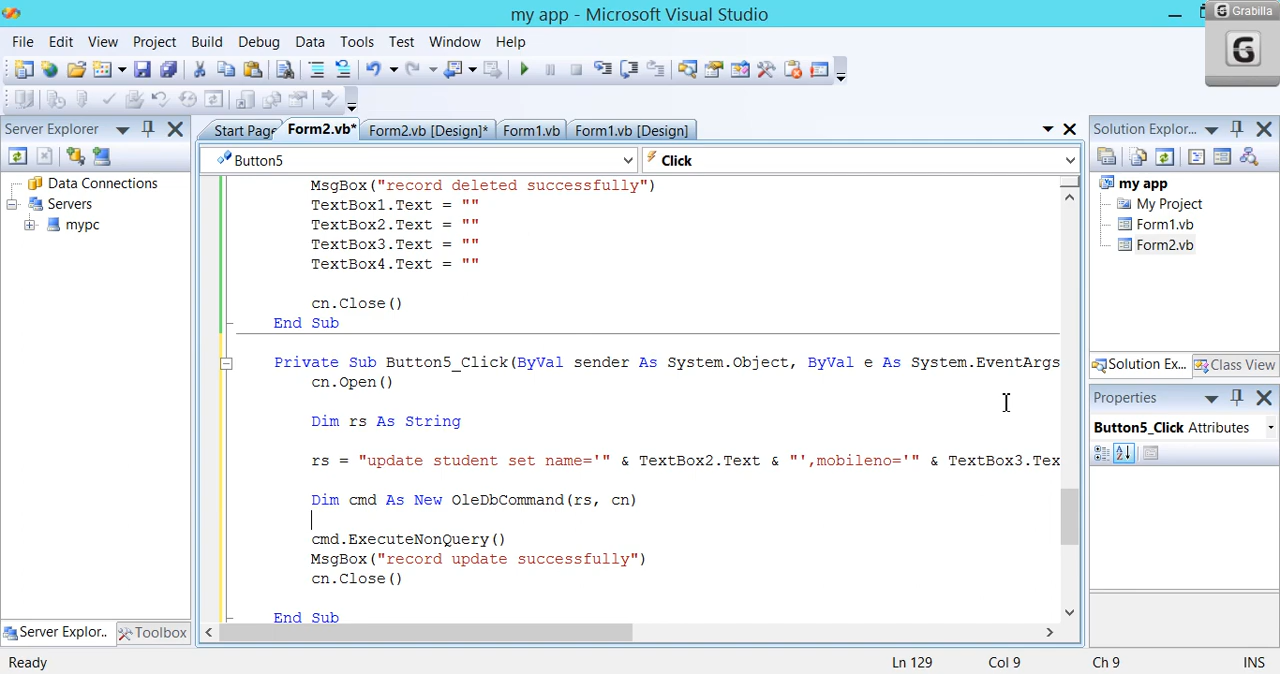 my app - Microsoft Visual Studio
Grabilla
File Edit View Project Build Debug Data Tools Test Window Help
G
Server Explorer
Start Page Form2.vb* Form2.vb [Design]* Form1.vb Form1.vb [Design]
Solution Explor...
Button5 Click
Data Connections
Servers
mypc
MsgBox("record deleted successfully")
TextBox1.Text = ""
TextBox2.Text = ""
TextBox3.Text = ""
TextBox4.Text = ""
cn.Close()
End Sub
Private Sub Button5_Click(ByVal sender As System.Object, ByVal e As System.EventArgs
cn.Open()
Dim rs As String
rs = "update student set name='" & TextBox2.Text & "',mobileno='" & TextBox3.Tex
Dim cmd As New OleDbCommand(rs, cn)
cmd.ExecuteNonQuery()
MsgBox("record update successfully")
cn.Close()
End Sub
my app
My Project
Form1.vb
Form2.vb
Solution Ex... Class View
Properties
Button5_Click Attributes
Server Explor.. Toolbox
Ready Ln 129 Col 9 Ch 9 INS